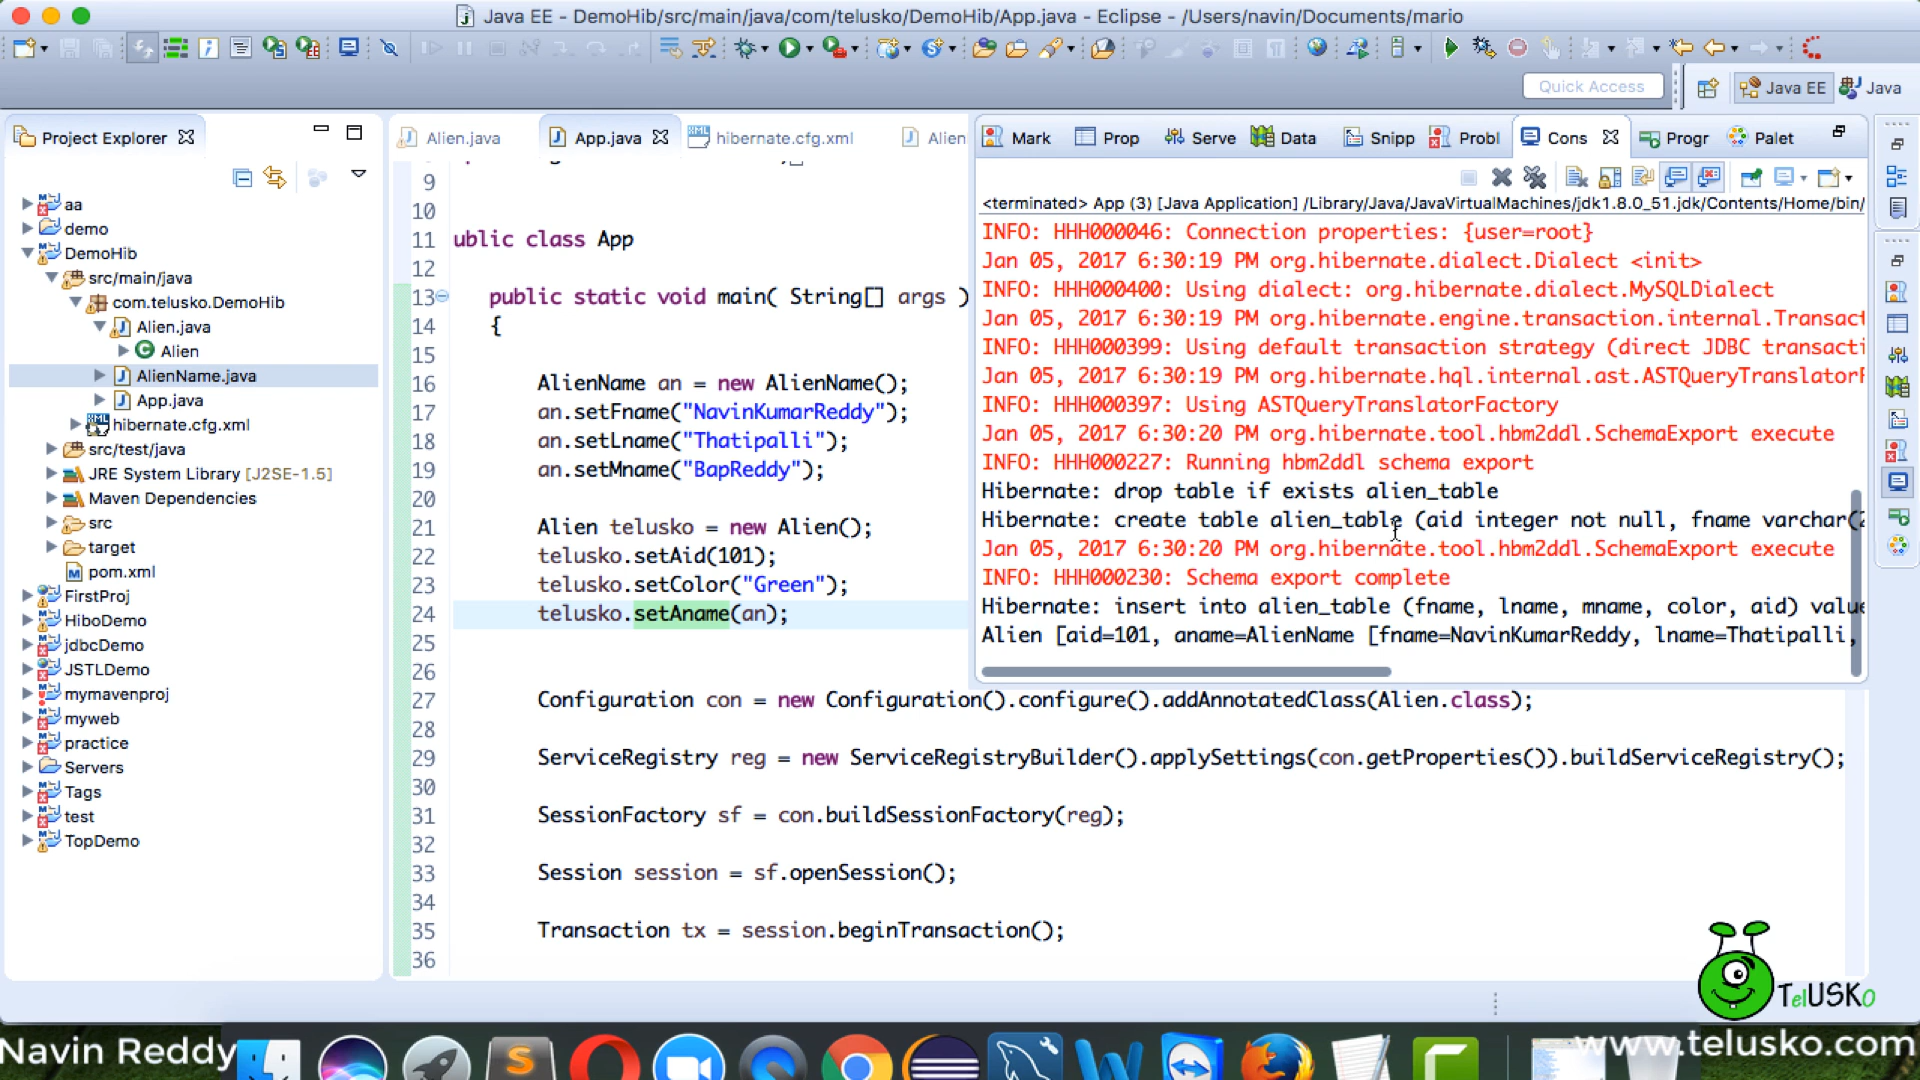 Java EE - DemoHib/src/main/java/com/telusko/DemoHib/App.java - Eclipse - /Users/navin/Documents/mario
Quick Access
Java EE
Java
Project Explorer
aa
demo
DemoHib
src/main/java
com.telusko.DemoHib
Alien.java
Alien
AlienName.java
App.java
hibernate.cfg.xml
src/test/java
JRE System Library [J2SE-1.5]
Maven Dependencies
src
target
pom.xml
FirstProj
HiboDemo
jdbcDemo
JSTLDemo
mymavenproj
myweb
practice
Servers
Tags
test
TopDemo
Alien.java
App.java
hibernate.cfg.xml
Alien
9
10
11 ublic class App
12
13 public static void main( String[] args )
14 {
15
16 AlienName an = new AlienName();
17 an.setFname("NavinKumarReddy");
18 an.setLname("Thatipalli");
19 an.setMname("BapReddy");
20
21 Alien telusko = new Alien();
22 telusko.setAid(101);
23 telusko.setColor("Green");
24 telusko.setAname(an);
25
26
27 Configuration con = new Configuration().configure().addAnnotatedClass(Alien.class);
28
29 ServiceRegistry reg = new ServiceRegistryBuilder().applySettings(con.getProperties()).buildServiceRegistry();
30
31 SessionFactory sf = con.buildSessionFactory(reg);
32
33 Session session = sf.openSession();
34
35 Transaction tx = session.beginTransaction();
36
Mark
Prop
Serve
Data
Snipp
Probl
Cons
Progr
Palet
<terminated> App (3) [Java Application] /Library/Java/JavaVirtualMachines/jdk1.8.0_51.jdk/Contents/Home/bin/
INFO: HHH000046: Connection properties: {user=root}
Jan 05, 2017 6:30:19 PM org.hibernate.dialect.Dialect <init>
INFO: HHH000400: Using dialect: org.hibernate.dialect.MySQLDialect
Jan 05, 2017 6:30:19 PM org.hibernate.engine.transaction.internal.Transact
INFO: HHH000399: Using default transaction strategy (direct JDBC transacti
Jan 05, 2017 6:30:19 PM org.hibernate.hql.internal.ast.ASTQueryTranslatorF
INFO: HHH000397: Using ASTQueryTranslatorFactory
Jan 05, 2017 6:30:20 PM org.hibernate.tool.hbm2ddl.SchemaExport execute
INFO: HHH000227: Running hbm2ddl schema export
Hibernate: drop table if exists alien_table
Hibernate: create table alien_table (aid integer not null, fname varchar(2
Jan 05, 2017 6:30:20 PM org.hibernate.tool.hbm2ddl.SchemaExport execute
INFO: HHH000230: Schema export complete
Hibernate: insert into alien_table (fname, lname, mname, color, aid) value
Alien [aid=101, aname=AlienName [fname=NavinKumarReddy, lname=Thatipalli,
TelUSKO
Navin Reddy
www.telusko.com